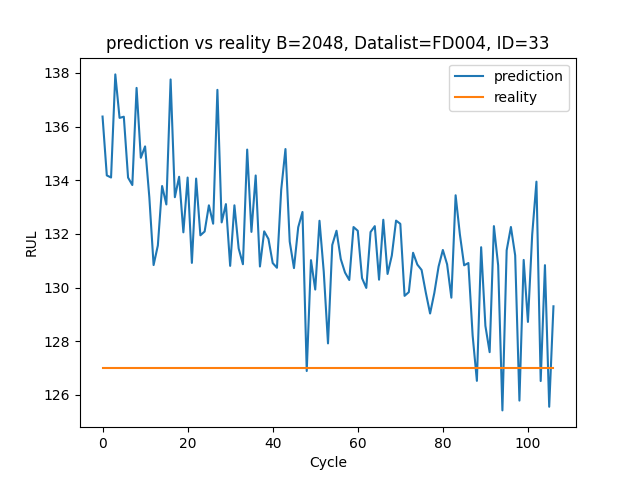 prediction vs reality B=2048, Datalist=FD004, ID=33
prediction
reality
RUL
138
136
134
132
130
128
126
0 20 40 60 80 100
Cycle